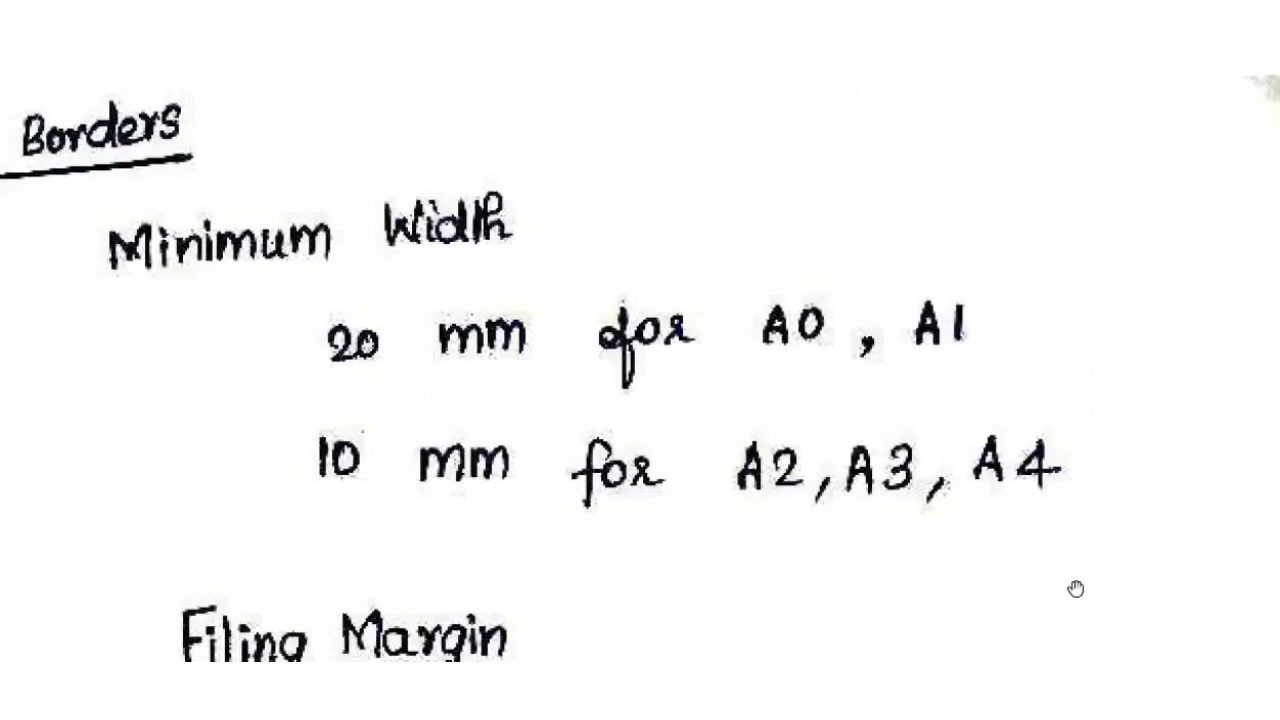 Borders
Minimum Width
20 mm for A0, A1
10 mm for A2, A3, A4
Filing Margin